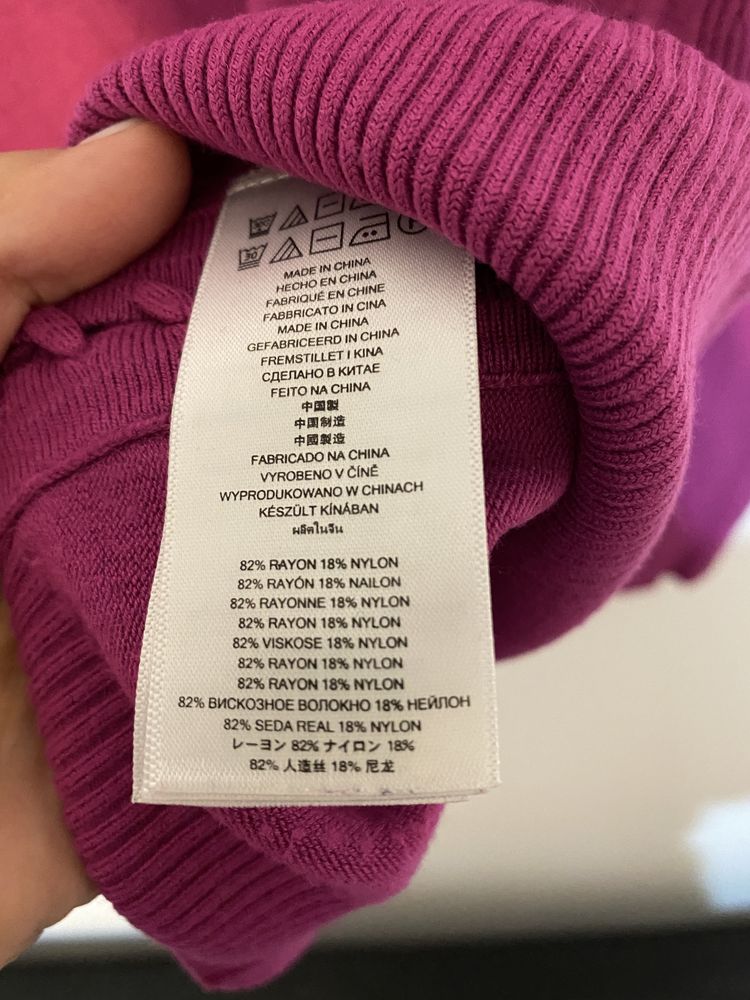 30
MADE IN CHINA
HECHO EN CHINA
FABRIQUÉ EN CHINE
FABBRICATO IN CINA
MADE IN CHINA
GEFABRICEERD IN CHINA
FREMSTILLET I KINA
СДЕЛАНО В КИТАЕ
FEITO NA CHINA
中国製
中国制造
中國製造
FABRICADO NA CHINA
VYROBENO V ČÍNĚ
WYPRODUKOWANO W CHINACH
KÉSZÜLT KÍNÁBAN
ผลิตในจีน
82% RAYON 18% NYLON
82% RAYÓN 18% NAILON
82% RAYONNE 18% NYLON
82% RAYON 18% NYLON
82% VISKOSE 18% NYLON
82% RAYON 18% NYLON
82% RAYON 18% NYLON
82% ВИСКОЗНОЕ ВОЛОКНО 18% НЕЙЛОН
82% SEDA REAL 18% NYLON
レーヨン 82% ナイロン 18%
82% 人造丝 18% 尼龙